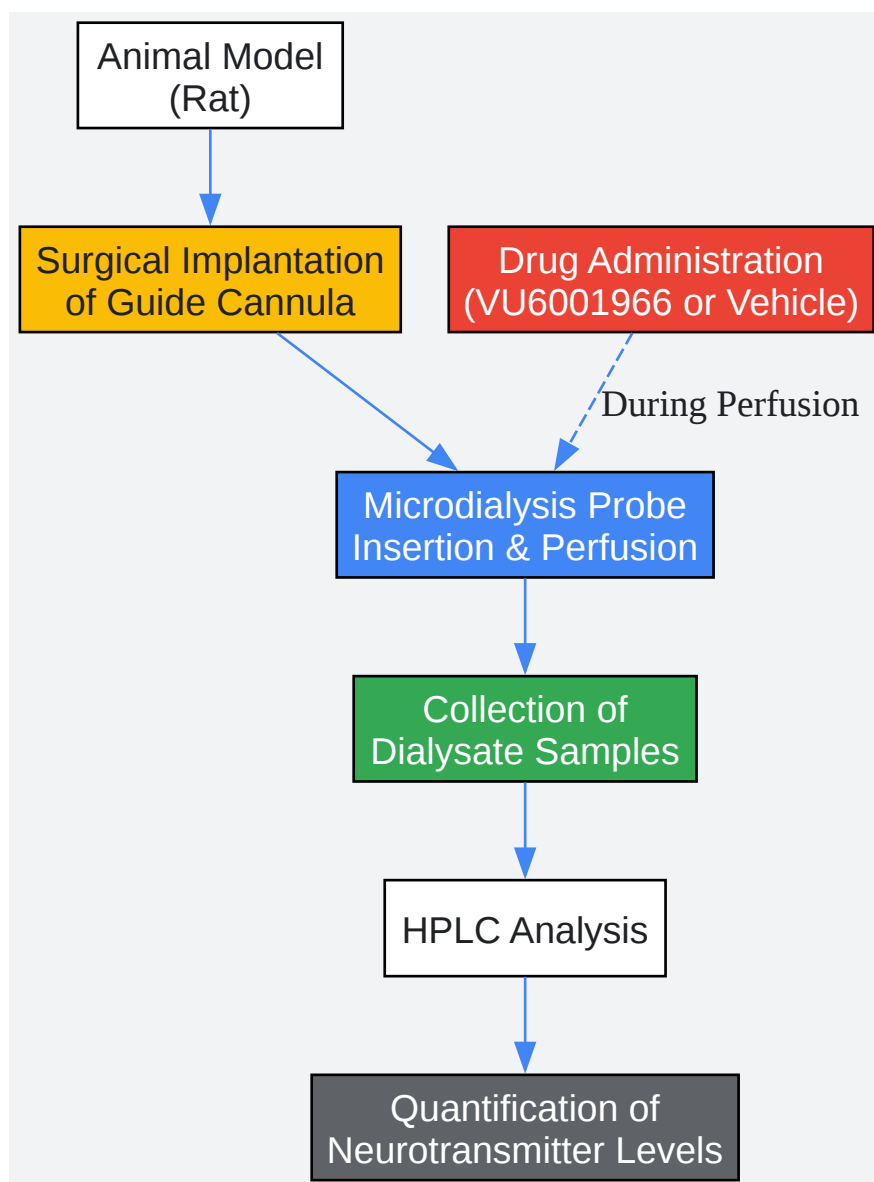 Animal Model
(Rat)
Surgical Implantation
of Guide Cannula
Drug Administration
(VU6001966 or Vehicle)
During Perfusion
Microdialysis Probe
Insertion & Perfusion
Collection of
Dialysate Samples
HPLC Analysis
Quantification of
Neurotransmitter Levels